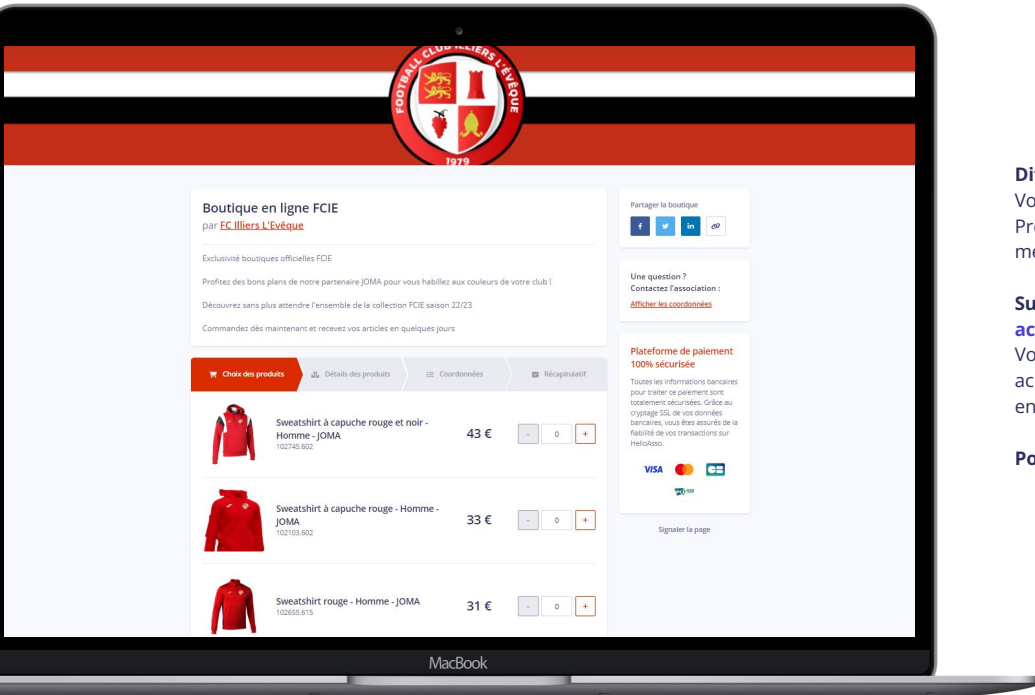 FOOTBALL CLUB ILLIERS L'ÉVÊQUE
1979
Boutique en ligne FCIE
par FC Illiers L'Evêque
Exclusivité boutiques officielles FCIE
Profitez des bons plans de notre partenaire JOMA pour vous habillez aux couleurs de votre club !
Découvrez sans plus attendre l'ensemble de la collection FCIE saison 22/23
Commandez dès maintenant et recevez vos articles en quelques jours
Choix des produits
Détails des produits
Coordonnées
Récapitulatif
Sweatshirt à capuche rouge et noir -
Homme - JOMA
102745.602
43 €
- 0 +
Sweatshirt à capuche rouge - Homme -
JOMA
102103.602
33 €
- 0 +
Sweatshirt rouge - Homme - JOMA
102655.615
31 €
- 0 +
Partager la boutique
Une question ?
Contactez l'association :
Afficher les coordonnées
Plateforme de paiement
100% sécurisée
Toutes les informations bancaires
pour traiter ce paiement sont
totalement sécurisées. Grâce au
cryptage SSL de vos données
bancaires, vous êtes assurés de la
fiabilité de vos transactions sur
HelloAsso.
VISA
CB
Signaler la page
MacBook